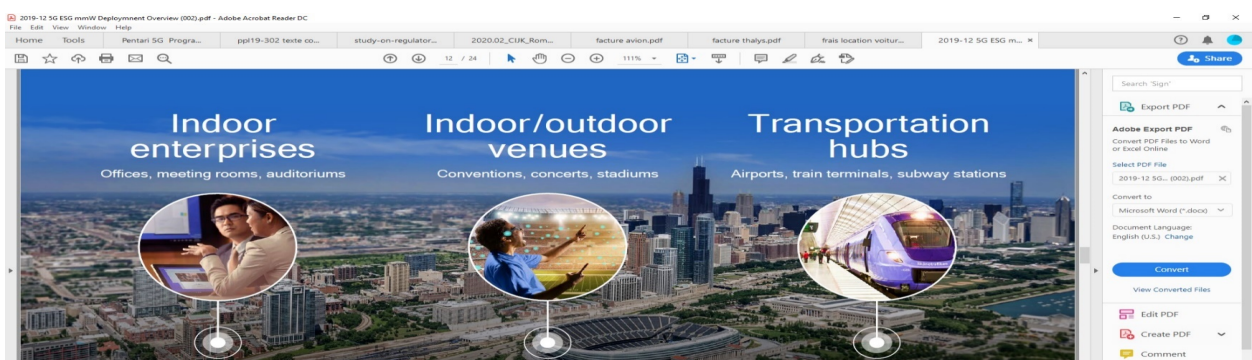 2019-12 5G ESG mmW Deploymnent Overview (002).pdf - Adobe Acrobat Reader DC
File Edit View Window Help
Home Tools Pentari 5G Progra... ppl19-302 texte co... study-on-regulator... 2020.02_CIJK_Rom... facture avion.pdf facture thalys.pdf frais location voitur... 2019-12 5G ESG m... ×
12 / 24 111% Share
Indoor enterprises
Offices, meeting rooms, auditoriums
Indoor/outdoor venues
Conventions, concerts, stadiums
Transportation hubs
Airports, train terminals, subway stations
Search 'Sign'
Export PDF
Adobe Export PDF
Convert PDF Files to Word
or Excel Online
Select PDF File
2019-12 5G... (002).pdf ×
Convert to
Microsoft Word (*.docx)
Document Language:
English (U.S.) Change
Convert
View Converted Files
Edit PDF
Create PDF
Comment